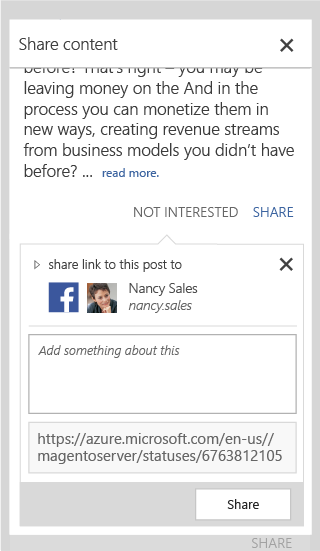 Share content
before? That's right – you may be
leaving money on the And in the
process you can monetize them in
new ways, creating revenue streams
from business models you didn't have
before? ... read more.
NOT INTERESTED SHARE
share link to this post to
Nancy Sales
nancy.sales
Add something about this
https://azure.microsoft.com/en-us//
magentoserver/statuses/6763812105
Share
SHARE